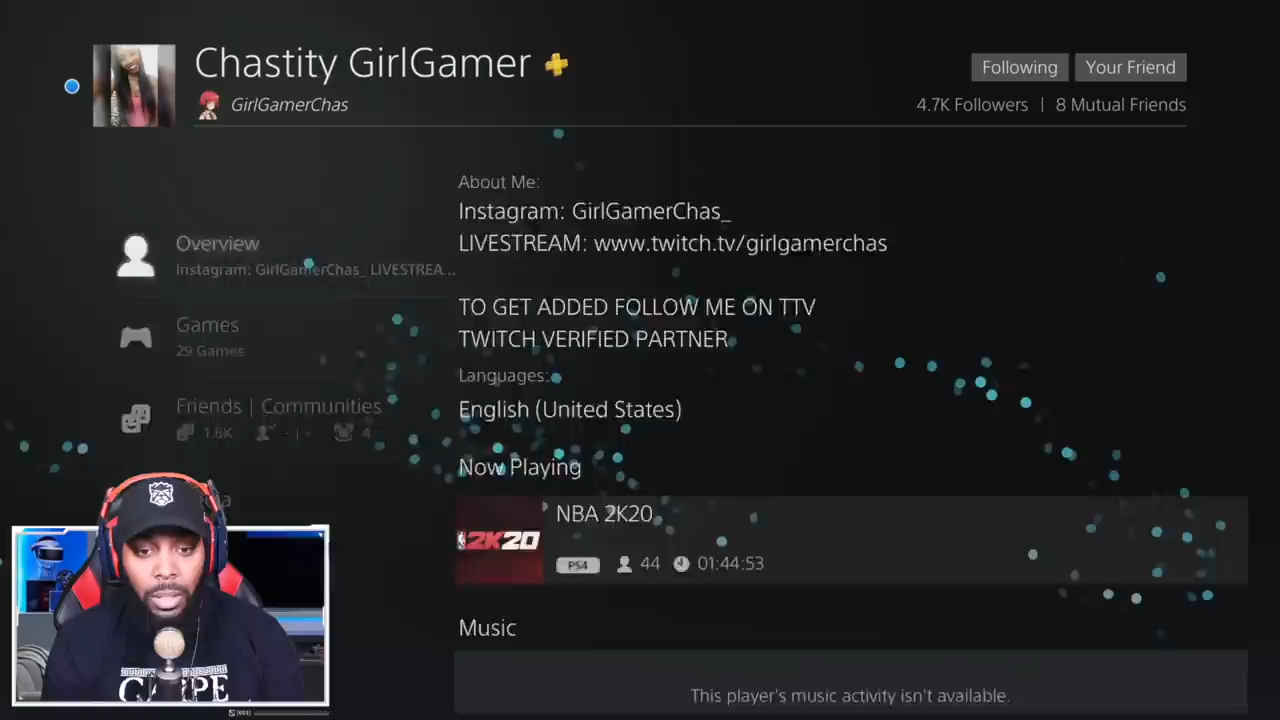 Chastity GirlGamer
GirlGamerChas
Following
Your Friend
4.7K Followers | 8 Mutual Friends
Overview
Instagram: GirlGamerChas_ LIVESTREA...
Games
29 Games
Friends | Communities
1.6K - | - 4
About Me:
Instagram: GirlGamerChas_
LIVESTREAM: www.twitch.tv/girlgamerchas
TO GET ADDED FOLLOW ME ON TTV
TWITCH VERIFIED PARTNER
Languages:
English (United States)
Now Playing
2K20
NBA 2K20
PS4 44 01:44:53
Music
This player's music activity isn't available.